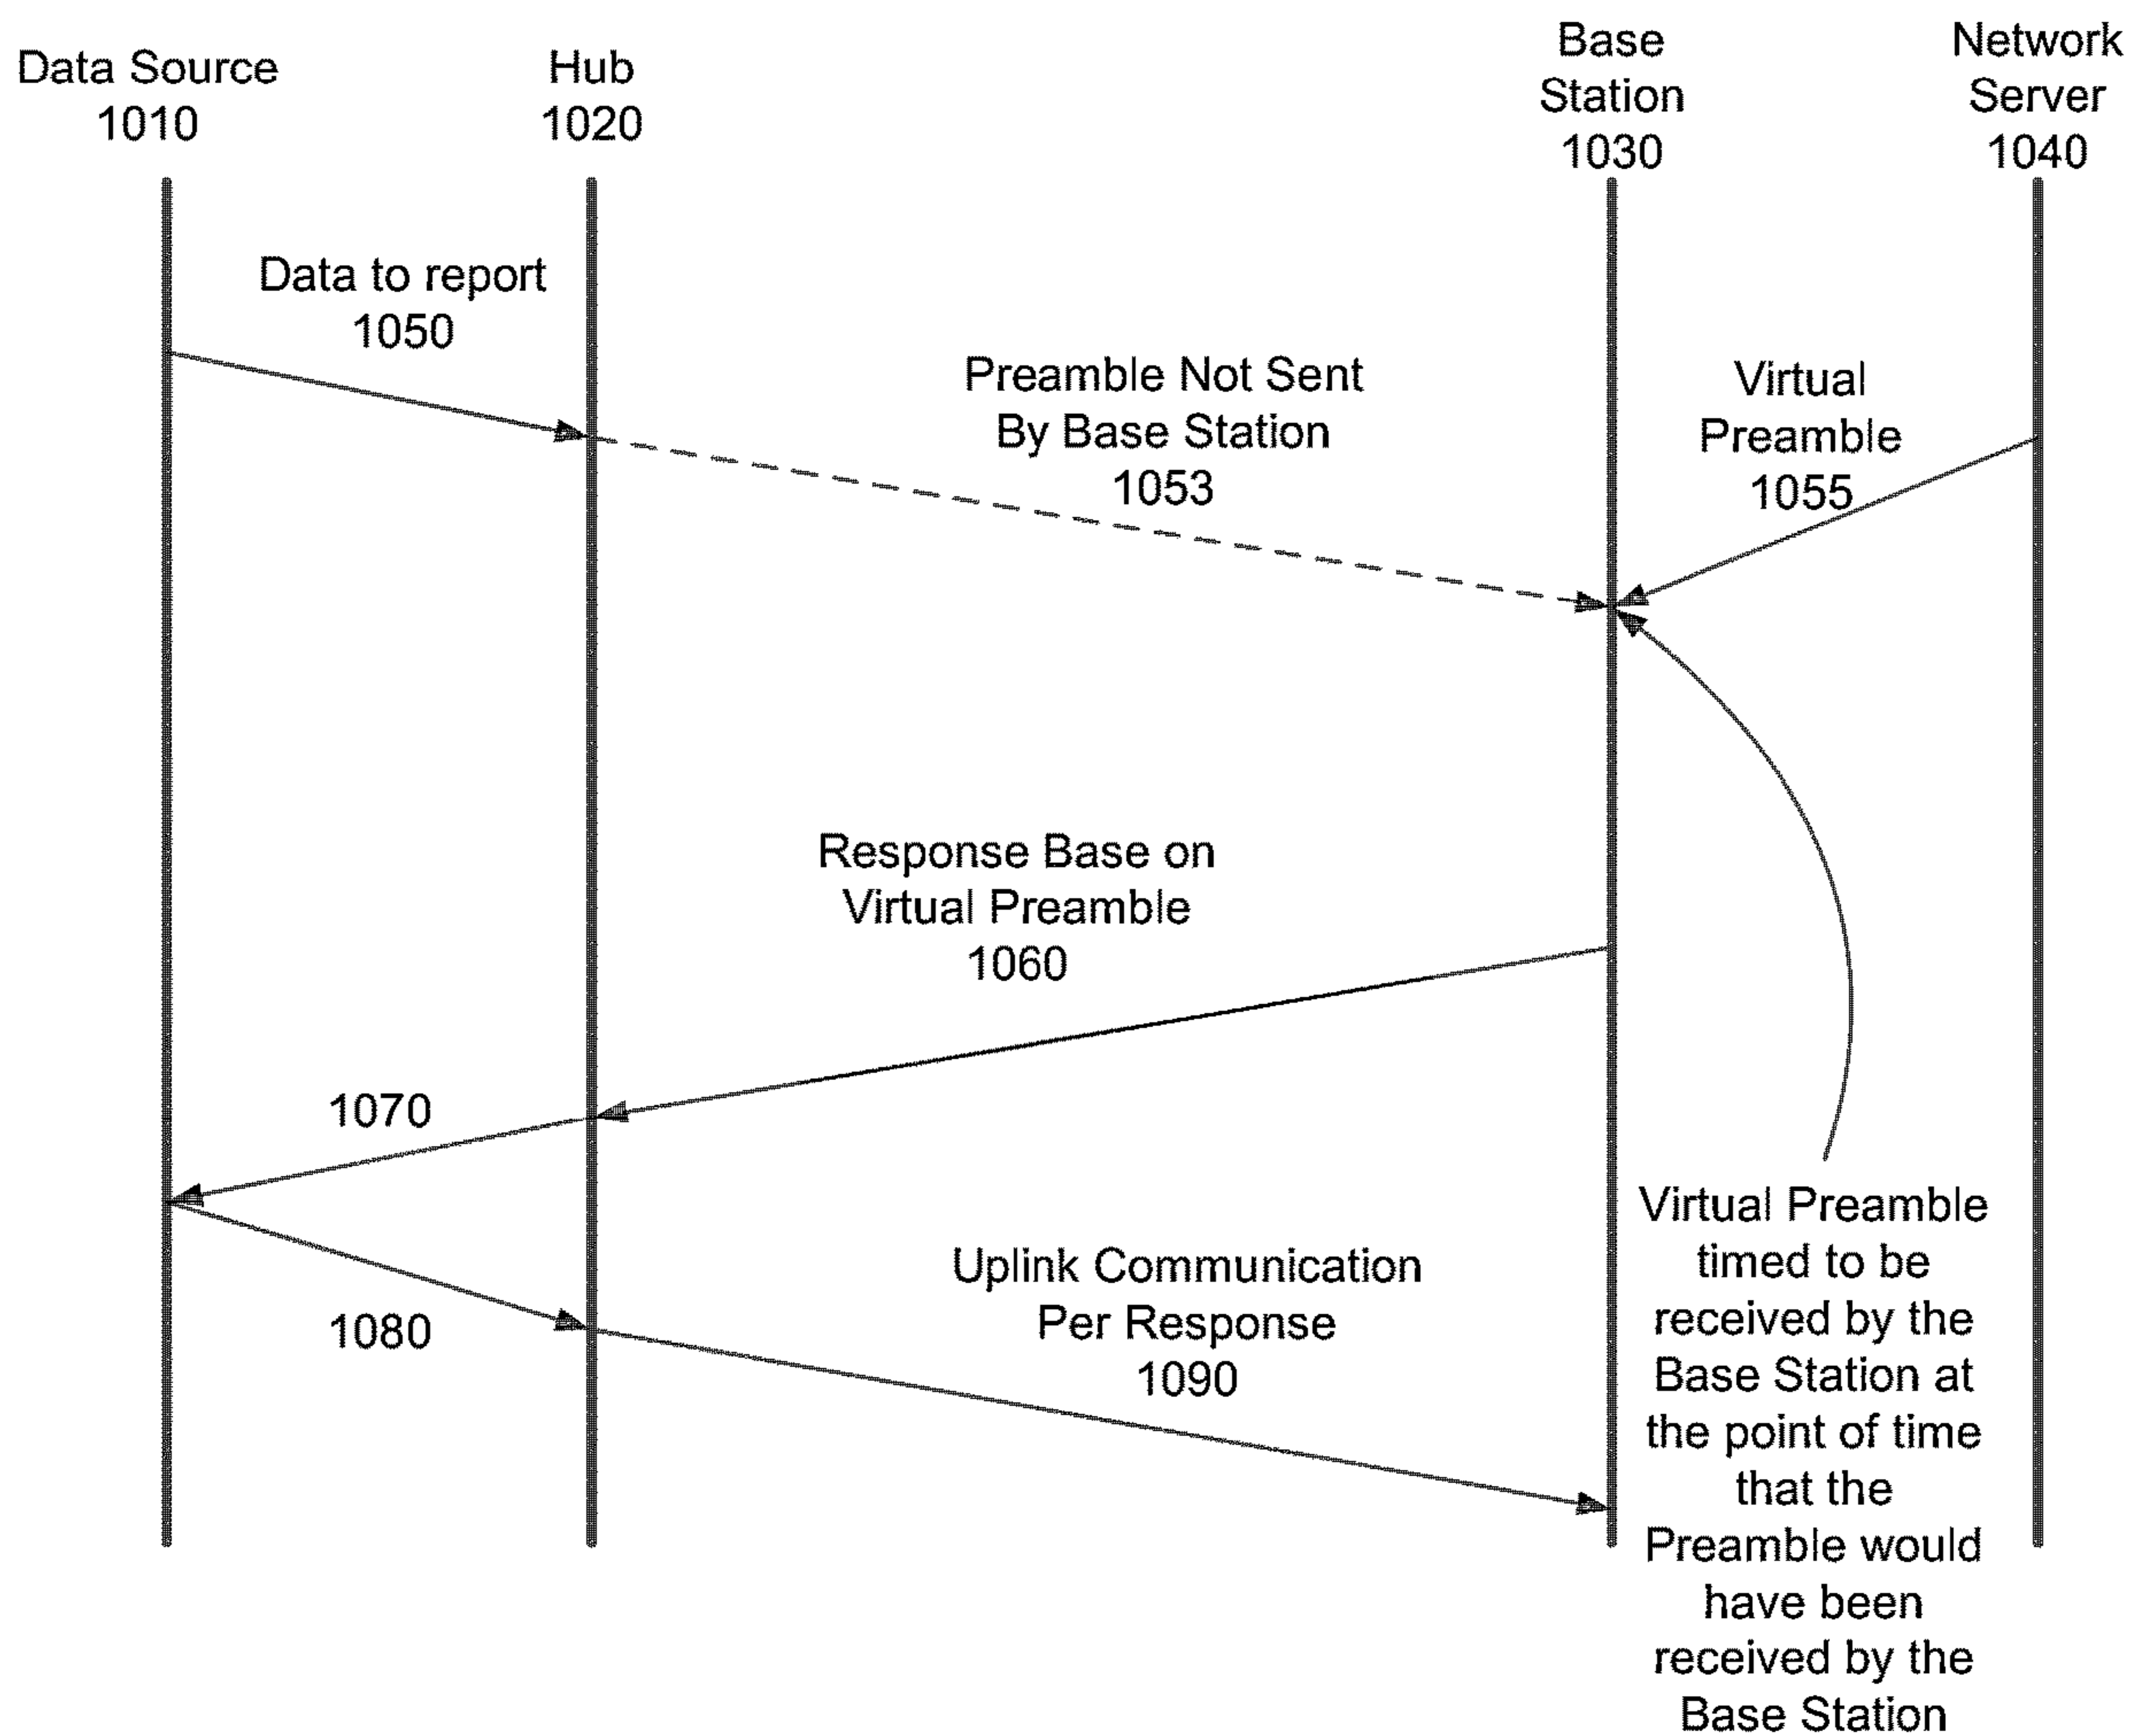 Data Source
1010
Hub
1020
Base
Station
1030
Network
Server
1040
Data to report
1050
Preamble Not Sent
By Base Station
1053
Virtual
Preamble
1055
Response Base on
Virtual Preamble
1060
1070
1080
Uplink Communication
Per Response
1090
Virtual Preamble
timed to be
received by the
Base Station at
the point of time
that the
Preamble would
have been
received by the
Base Station